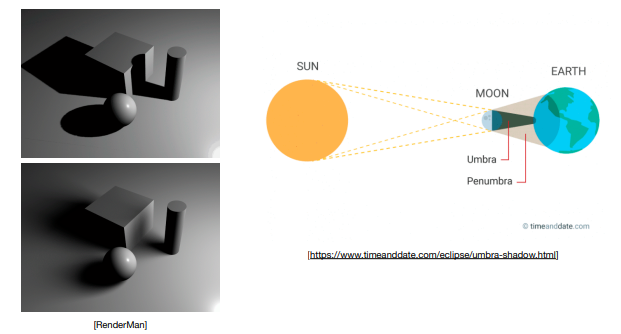 SUN
EARTH
MOON
Umbra
Penumbra
© timeanddate.com
[https://www.timeanddate.com/eclipse/umbra-shadow.html]
[RenderMan]